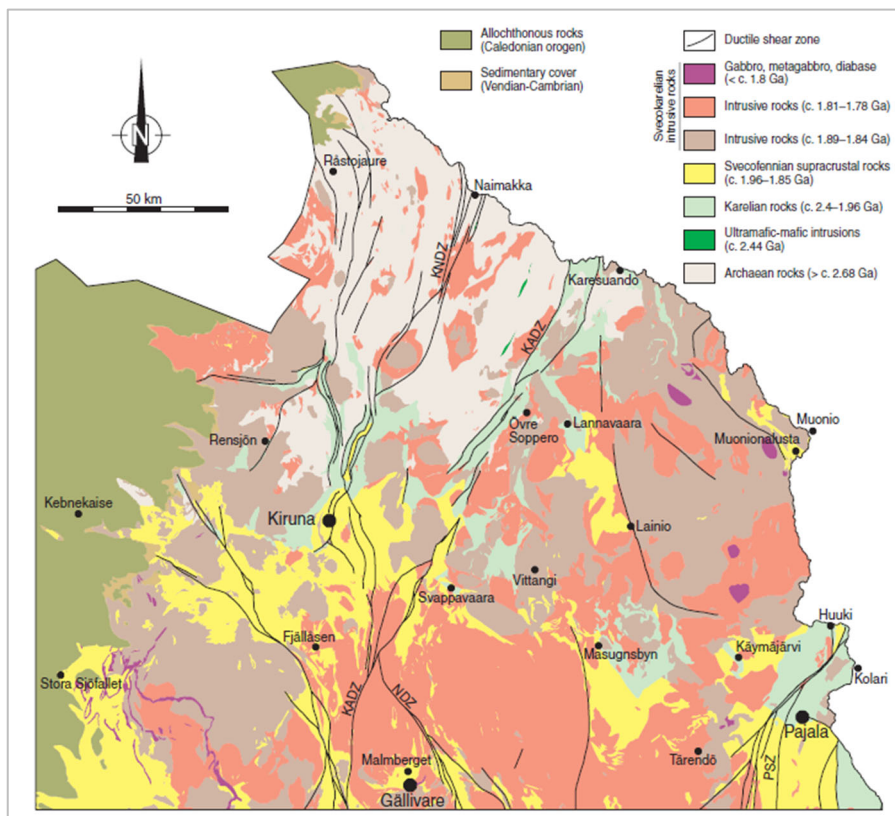 Allochthonous rocks
(Caledonian orogen)
Sedimentary cover
(Vendian-Cambrian)
Ductile shear zone
Svecokarelian
intrusive rocks
Gabbro, metagabbro, diabase
(< c. 1.8 Ga)
Intrusive rocks (c. 1.81–1.78 Ga)
Intrusive rocks (c. 1.89–1.84 Ga)
Svecofennian supracrustal rocks
(c. 1.96–1.85 Ga)
Karelian rocks (c. 2.4–1.96 Ga)
Ultramafic-mafic intrusions
(c. 2.44 Ga)
Archaean rocks (> c. 2.68 Ga)
N
50 km
Råstojaure
Naimakka
KNDZ
Karesuando
KADZ
Rensjön
Övre
Soppero
Lannavaara
Muonio
Muonionalusta
Kebnekaise
Kiruna
Lainio
Vittangi
Svappavaara
Huuki
Fjällåsen
Masugnsbyn
Käymäjärvi
Kolari
Stora Sjöfallet
KADZ
NDZ
Pajala
Malmberget
Tärendö
PSZ
Gällivare